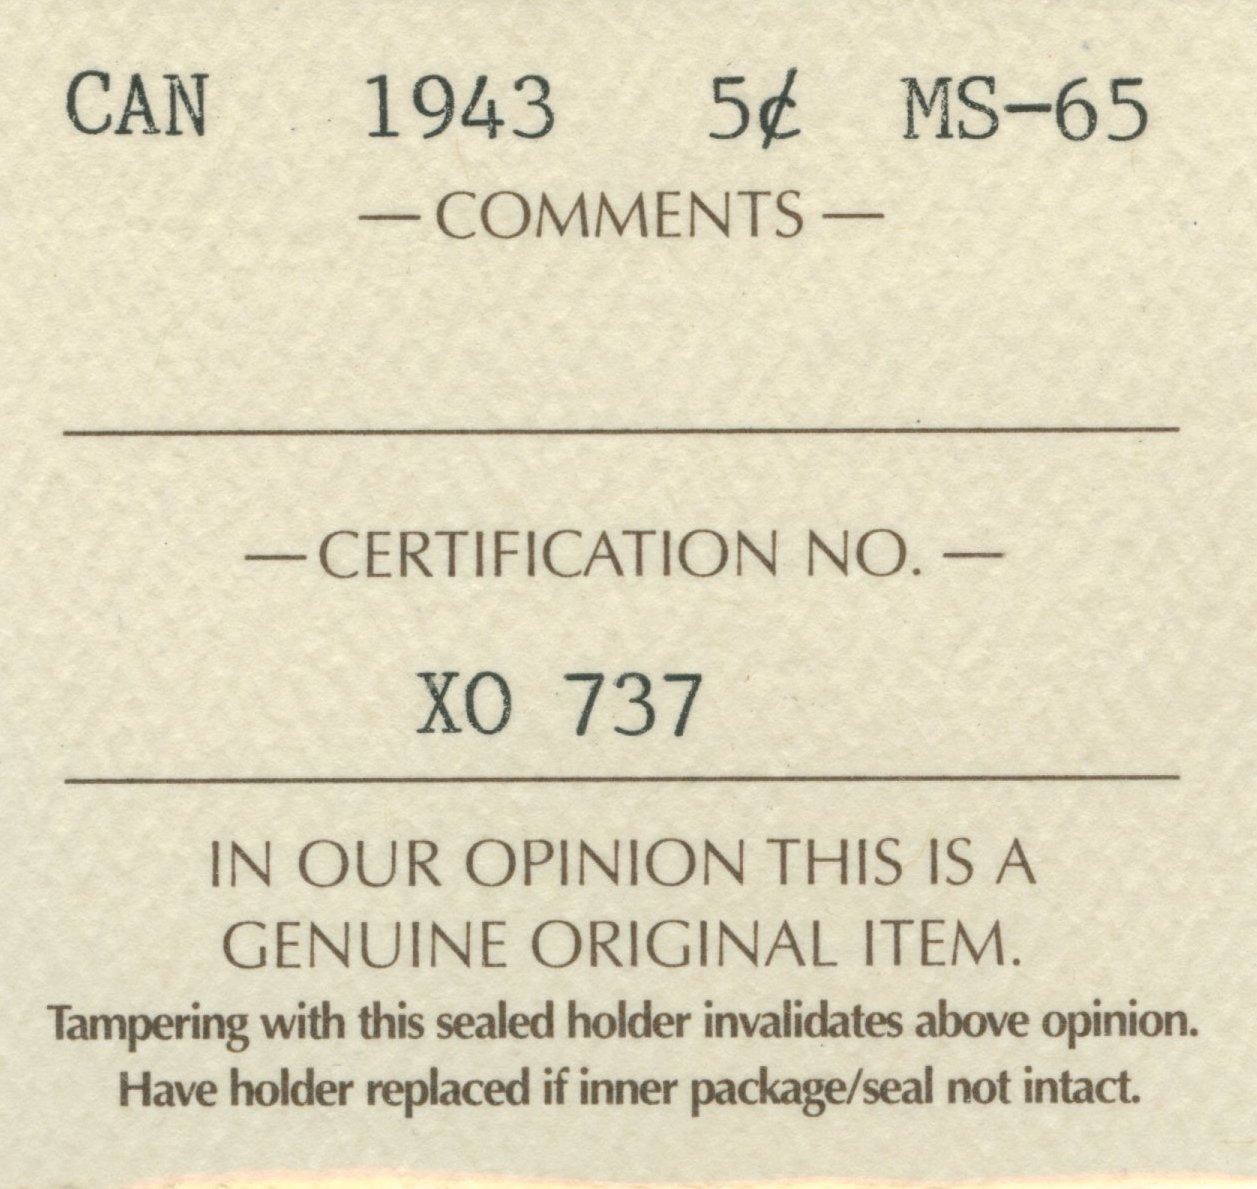 CAN 1943 5¢ MS-65
— COMMENTS —
— CERTIFICATION NO. —
XO 737
IN OUR OPINION THIS IS A
GENUINE ORIGINAL ITEM.
Tampering with this sealed holder invalidates above opinion.
Have holder replaced if inner package/seal not intact.